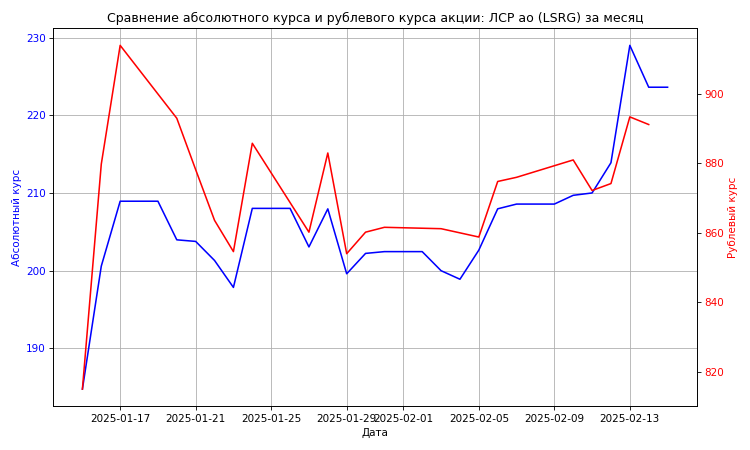 Сравнение абсолютного курса и рублевого курса акции: ЛСР ао (LSRG) за месяц
230
220
210
200
190
Абсолютный курс
900
880
860
840
820
Рублевый курс
2025-01-17 2025-01-21 2025-01-25 2025-01-29 2025-02-01 2025-02-05 2025-02-09 2025-02-13
Дата